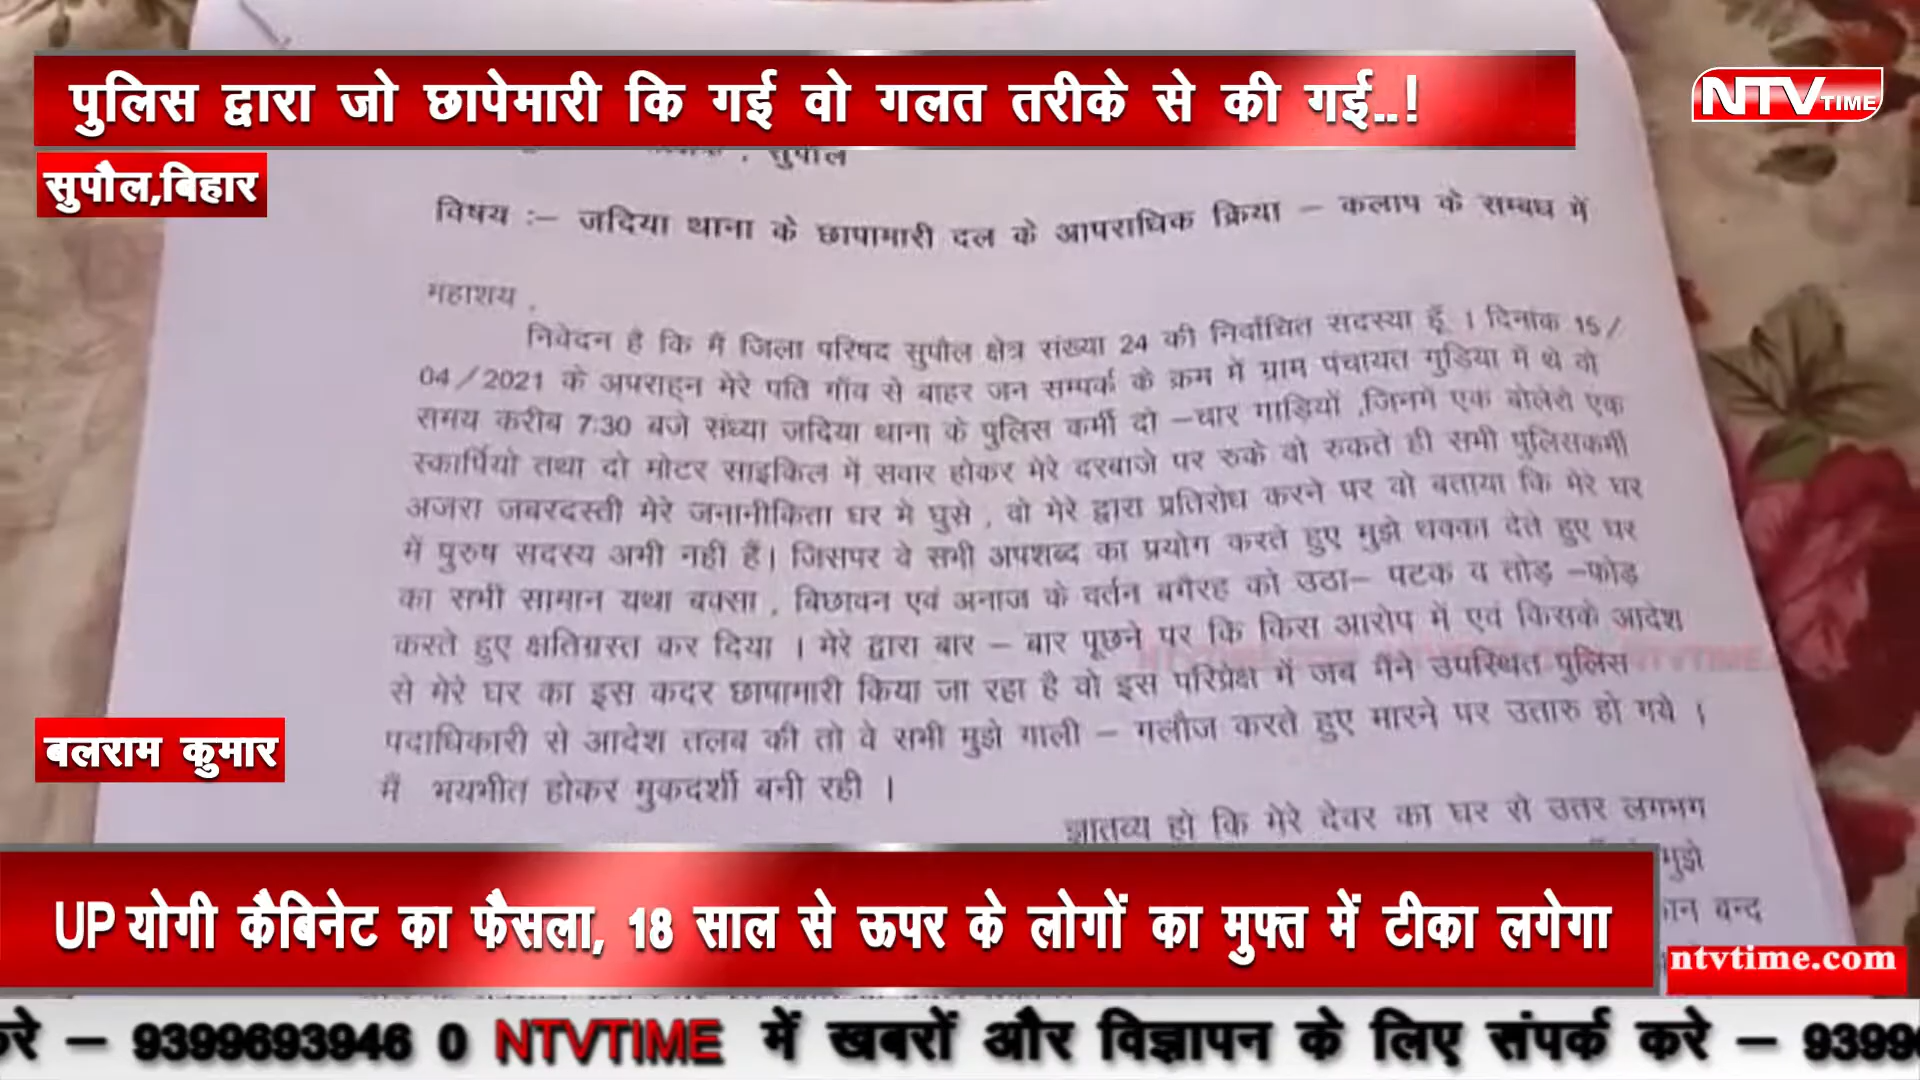 पुलिस द्वारा जो छापेमारी कि गई वो गलत तरीके से की गई..!
NTV TIME
सुपौल,बिहार
सुपौल
विषय :– जदिया थाना के छापामारी दल के आपराधिक क्रिया – कलाप के सम्बध में
महाशय ,
निवेदन है कि मैं जिला परिषद सुपौल क्षेत्र संख्या 24 की निर्वाचित सदस्या हूँ । दिनांक 15/
04/2021 के अपराह्न मेरे पति गाँव से बाहर जन सम्पर्क के क्रम में ग्राम पंचायत गुडिया में थे वो
समय करीब 7:30 बजे संध्या जदिया थाना के पुलिस कर्मी दो –चार गाड़ियों ,जिनमें एक बोलेरो एक
स्कार्पियो तथा दो मोटर साइकिल में सवार होकर मेरे दरबाजे पर रुके वो रुकते ही सभी पुलिसकर्मी
अजरा जबरदस्ती मेरे जनानीकिता घर मे घुसे , वो मेरे द्वारा प्रतिरोध करने पर वो बताया कि मेरे घर
में पुरुष सदस्य अभी नहीं हैं। जिसपर वे सभी अपशब्द का प्रयोग करते हुए मुझे धक्का देते हुए घर
का सभी सामान यथा बक्सा , बिछावन एवं अनाज के वर्तन बगैरह को उठा– पटक व तोड़ –फोड़
करते हुए क्षतिग्रस्त कर दिया । मेरे द्वारा बार – बार पूछने पर कि किस आरोप में एवं किसके आदेश
से मेरे घर का इस कदर छापामारी किया जा रहा है वो इस परिप्रेक्ष में जब मैंने उपस्थित पुलिस
पदाधिकारी से आदेश तलब की तो वे सभी मुझे गाली – गलौज करते हुए मारने पर उतारु हो गये ।
मैं भयभीत होकर मुकदर्शी बनी रही ।
बलराम कुमार
ज्ञातव्य हो कि मेरे देवर का घर से उत्तर लगभग
मुझे
बन्द
UP योगी कैबिनेट का फैसला, 18 साल से ऊपर के लोगों का मुफ्त में टीका लगेगा
ntvtime.com
करे – 9399693946 0 NTVTIME में खबरों और विज्ञापन के लिए संपर्क करे – 9399